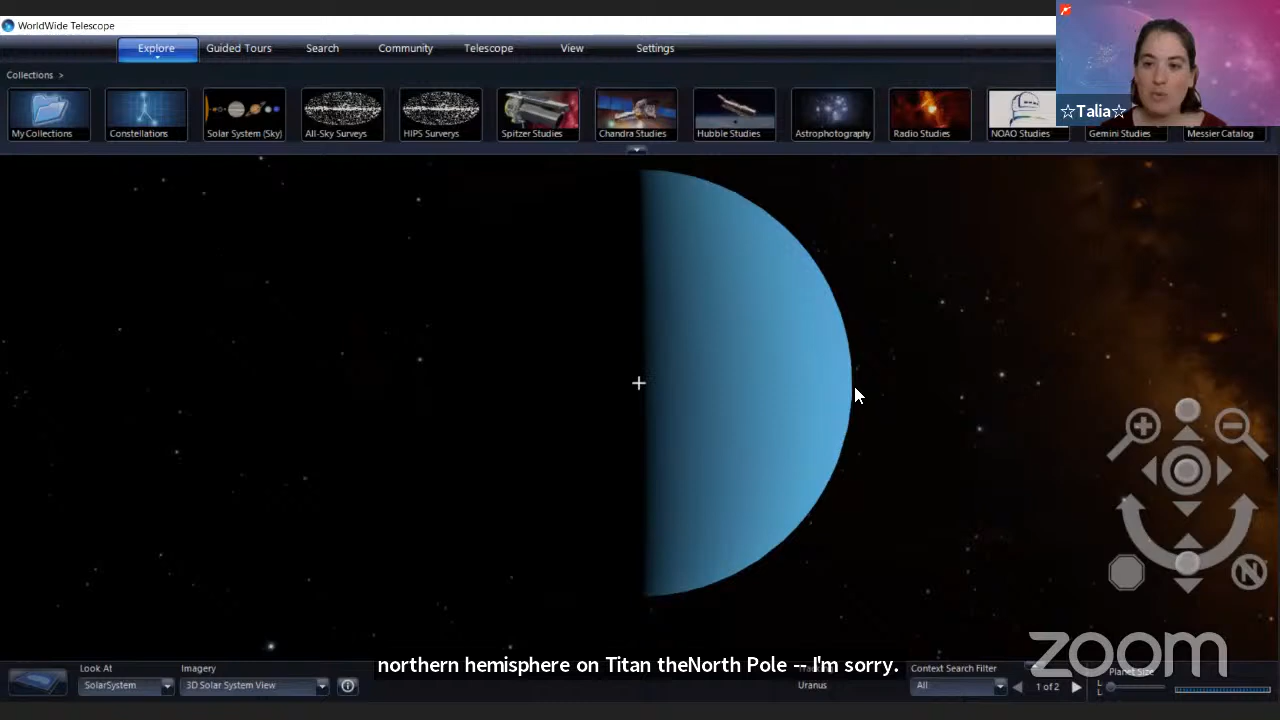 WorldWide Telescope
Explore
Guided Tours
Search
Community
Telescope
View
Settings
☆Talia☆
Collections >
My Collections
Constellations
Solar System (Sky)
All-Sky Surveys
HIPS Surverys
Spitzer Studies
Chandra Studies
Hubble Studies
Astrophotography
Radio Studies
NOAO Studies
Gemini Studies
Messier Catalog
N
zoom
northern hemisphere on Titan theNorth Pole -- I'm sorry.
Look At
Imagery
Context Search Filter
Planet Size
SolarSystem
3D Solar System View
Uranus
All
1 of 2
L
L